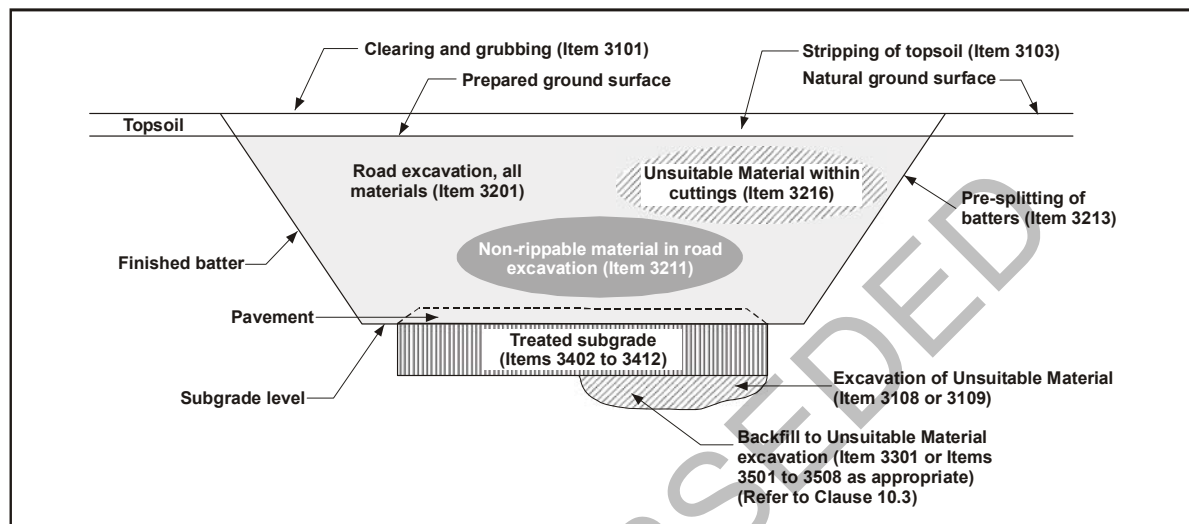 Clearing and grubbing (Item 3101)
Stripping of topsoil (Item 3103)
Prepared ground surface
Natural ground surface
Topsoil
Road excavation, all
materials (Item 3201)
Unsuitable Material within
cuttings (Item 3216)
Pre-splitting of
batters (Item 3213)
Non-rippable material in road
excavation (Item 3211)
Finished batter
Pavement
Treated subgrade
(Items 3402 to 3412)
Subgrade level
Excavation of Unsuitable Material
(Item 3108 or 3109)
Backfill to Unsuitable Material
excavation (Item 3301 or Items
3501 to 3508 as appropriate)
(Refer to Clause 10.3)
SEDED